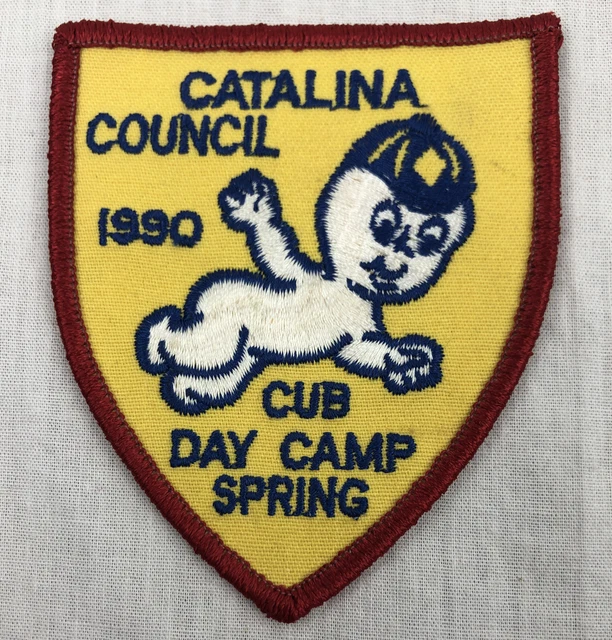 CATALINA
COUNCIL
1990
CUB
DAY CAMP
SPRING